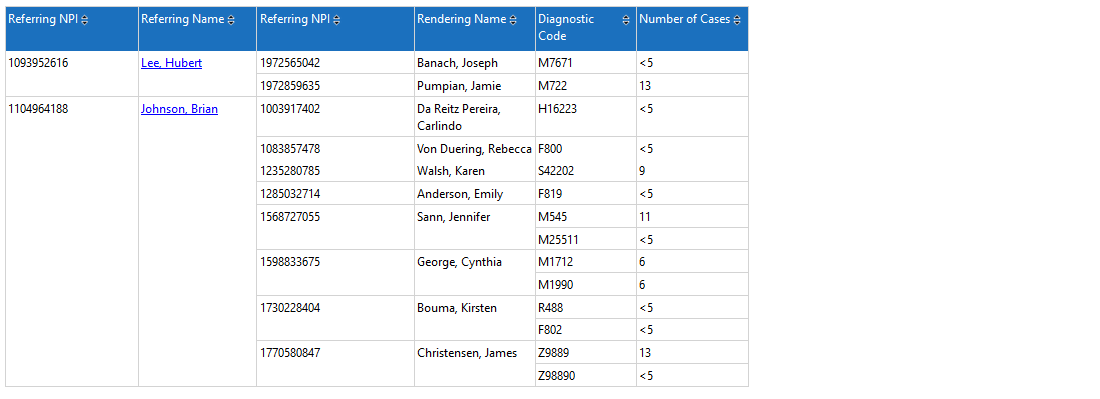 Referring NPI Referring Name Referring NPI Rendering Name Diagnostic Code Number of Cases
1093952616 Lee, Hubert 1972565042 Banach, Joseph M7671 <5
1972859635 Pumpian, Jamie M722 13
1104964188 Johnson, Brian 1003917402 Da Reitz Pereira, Carlindo H16223 <5
1083857478 Von Duering, Rebecca F800 <5
1235280785 Walsh, Karen S42202 9
1285032714 Anderson, Emily F819 <5
1568727055 Sann, Jennifer M545 11
M25511 <5
1598833675 George, Cynthia M1712 6
M1990 6
1730228404 Bouma, Kirsten R488 <5
F802 <5
1770580847 Christensen, James Z9889 13
Z98890 <5